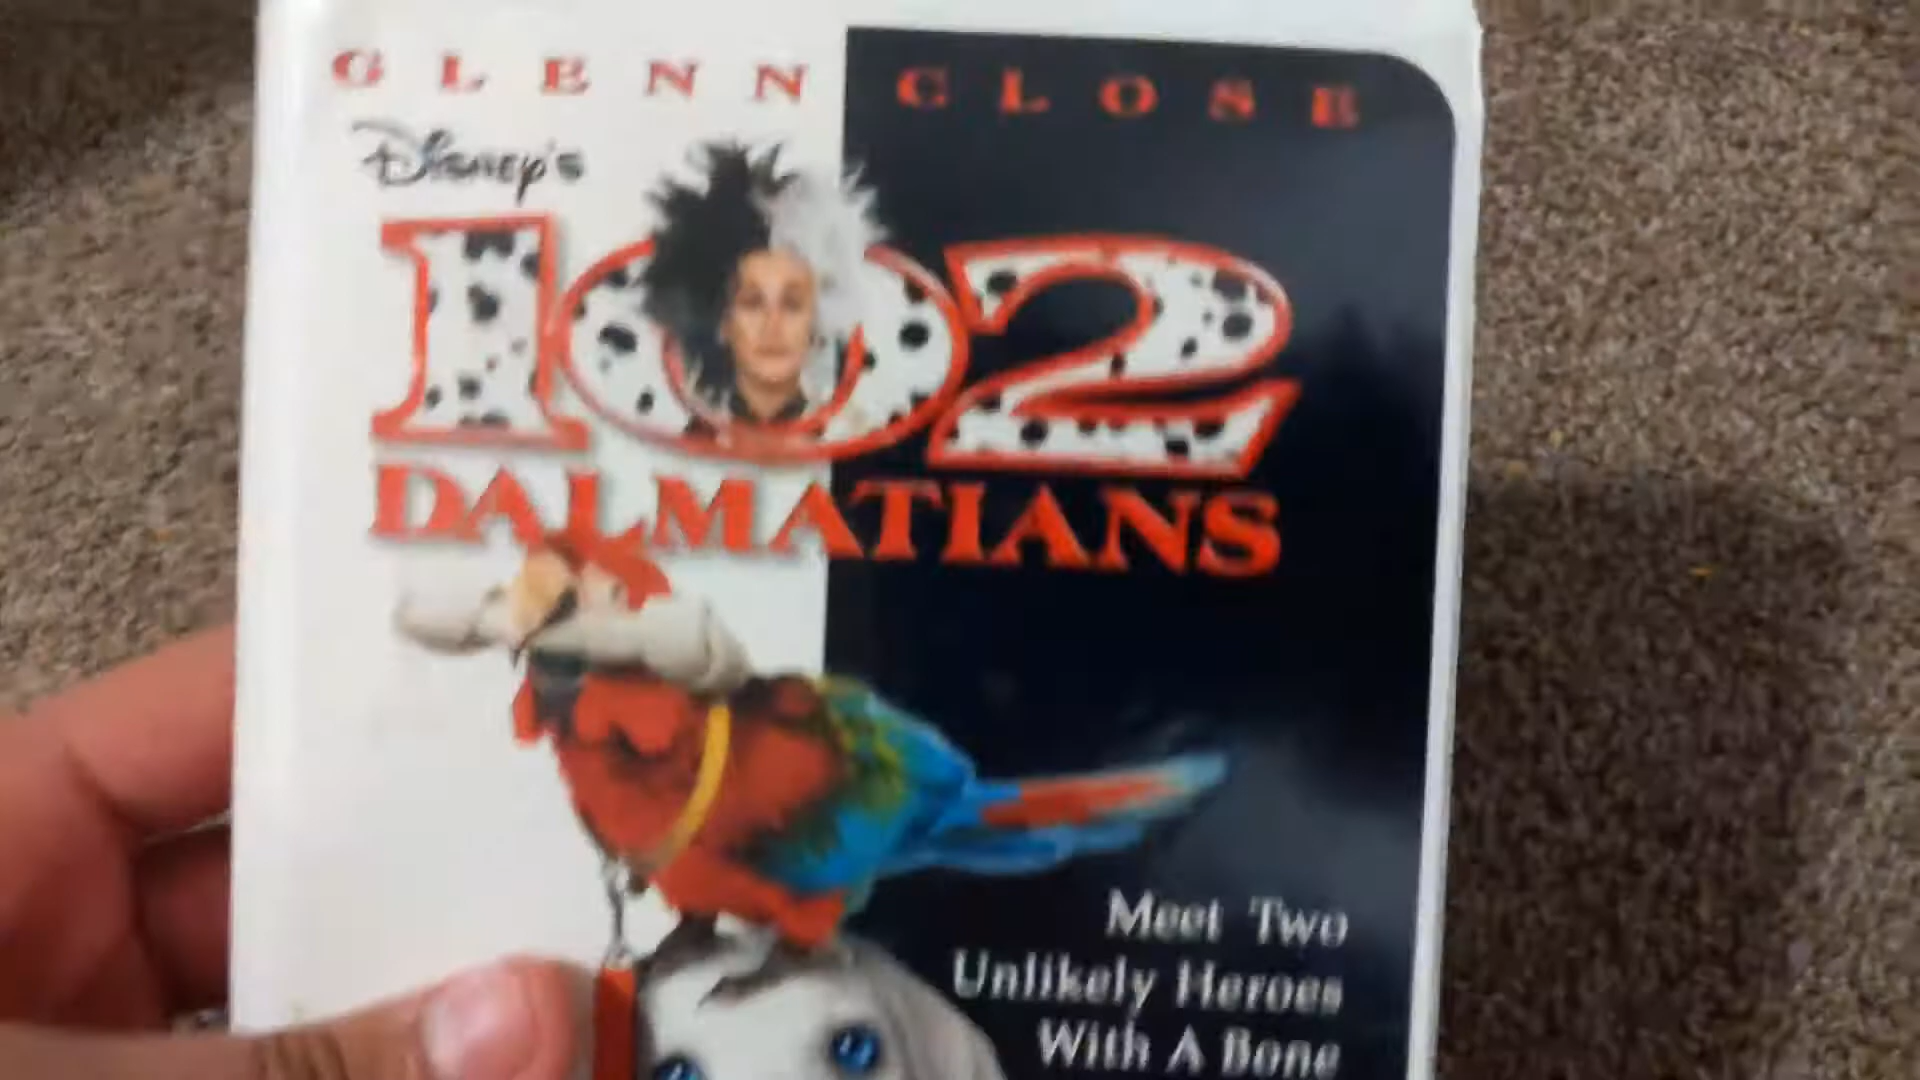 GLENN CLOSE
Disney's
102
DALMATIANS
Meet Two
Unlikely Heroes
With A Bone